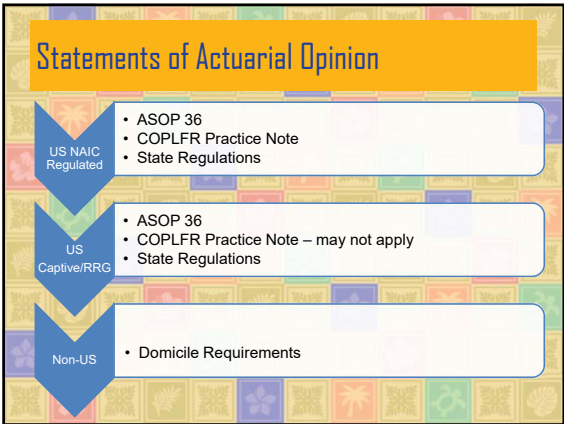 Statements of Actuarial Opinion
US NAIC
Regulated
• ASOP 36
• COPLFR Practice Note
• State Regulations
US
Captive/RRG
• ASOP 36
• COPLFR Practice Note – may not apply
• State Regulations
Non-US
• Domicile Requirements